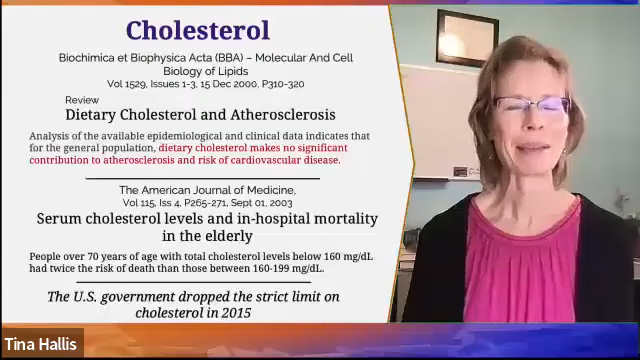 Cholesterol
Biochimica et Biophysica Acta (BBA) – Molecular And Cell
Biology of Lipids
Vol 1529, Issues 1-3, 15 Dec 2000, P310-320
Review
Dietary Cholesterol and Atherosclerosis
Analysis of the available epidemiological and clinical data indicates that
for the general population, dietary cholesterol makes no significant
contribution to atherosclerosis and risk of cardiovascular disease.
The American Journal of Medicine,
Vol 115, Iss 4, P265-271, Sept 01, 2003
Serum cholesterol levels and in-hospital mortality
in the elderly
People over 70 years of age with total cholesterol levels below 160 mg/dL
had twice the risk of death than those between 160-199 mg/dL.
The U.S. government dropped the strict limit on
cholesterol in 2015
Tina Hallis